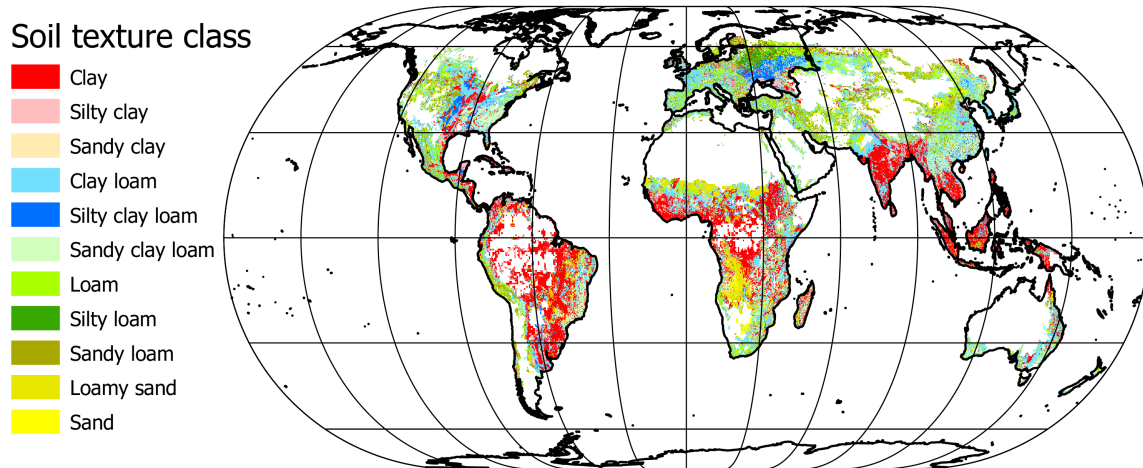 Soil texture class
Clay
Silty clay
Sandy clay
Clay loam
Silty clay loam
Sandy clay loam
Loam
Silty loam
Sandy loam
Loamy sand
Sand